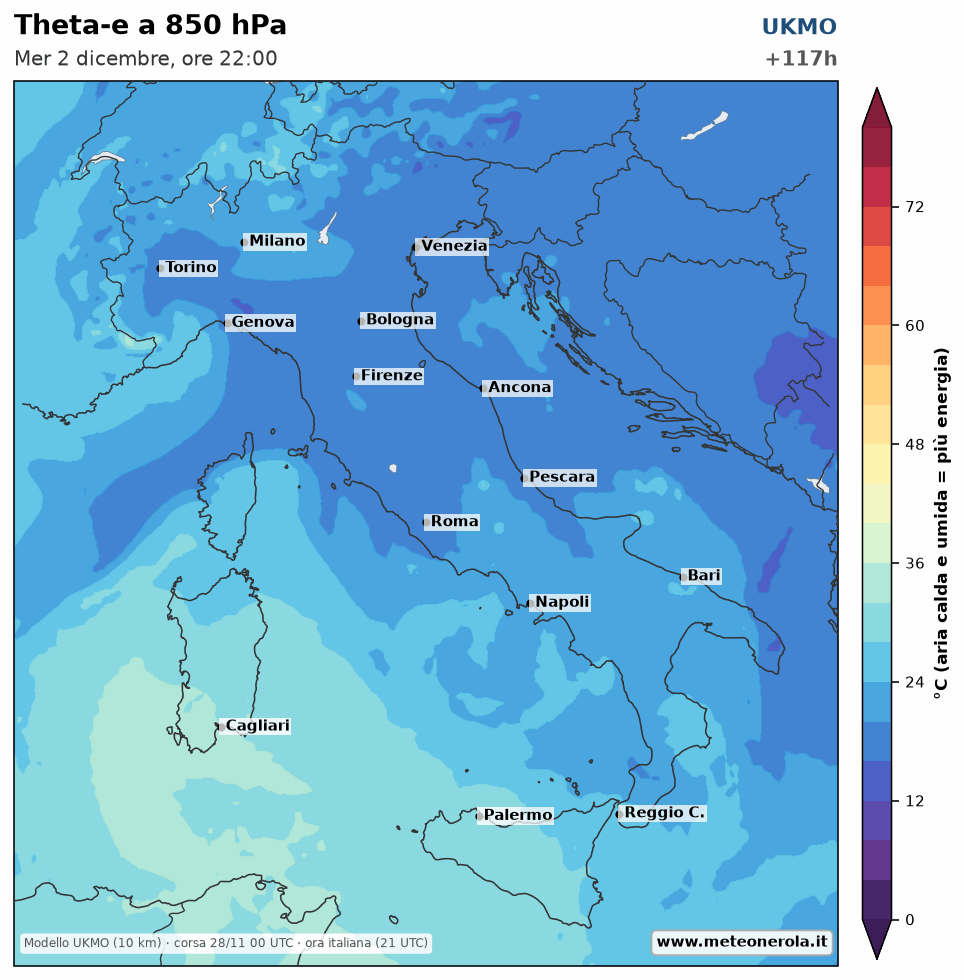 Theta-e a 850 hPa
UKMO
Mer 2 dicembre, ore 22:00
+117h
Milano
Venezia
Torino
Genova
Bologna
Firenze
Ancona
Pescara
Roma
Bari
Napoli
Cagliari
Palermo
Reggio C.
72
60
48
36
24
12
0
°C (aria calda e umida = più energia)
Modello UKMO (10 km) · corsa 28/11 00 UTC · ora italiana (21 UTC)
www.meteonerola.it